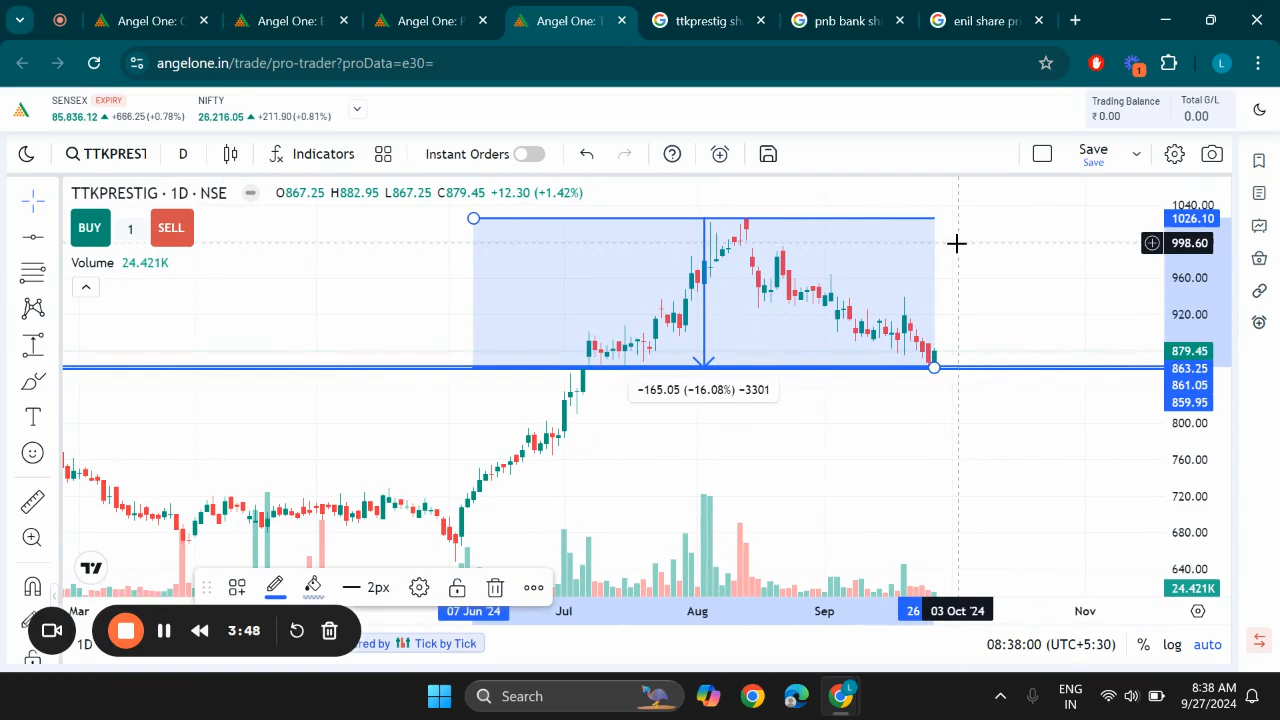 Angel One: C
Angel One: E
Angel One: P
Angel One: T
ttkprestig sh
pnb bank sh
enil share pri
angelone.in/trade/pro-trader?proData=e30=
1
L
SENSEX EXPIRY
85,836.12 +666.25 (+0.78%)
NIFTY
26,216.05 +211.90 (+0.81%)
Trading Balance
₹ 0.00
Total G/L
0.00
TTKPREST
D
Indicators
Instant Orders
Save
Save
TTKPRESTIG · 1D · NSE
O867.25 H882.95 L867.25 C879.45 +12.30 (+1.42%)
BUY
1
SELL
Volume 24.421K
1040.00
1026.10
998.60
960.00
920.00
879.45
863.25
861.05
859.95
800.00
760.00
720.00
680.00
640.00
24.421K
−165.05 (−16.08%) −3301
2px
Mar
07 Jun '24
Jul
Aug
Sep
26
03 Oct '24
Nov
3:48
1D
ed by Tick by Tick
08:38:00 (UTC+5:30)
%
log
auto
Search
L
ENG
IN
8:38 AM
9/27/2024